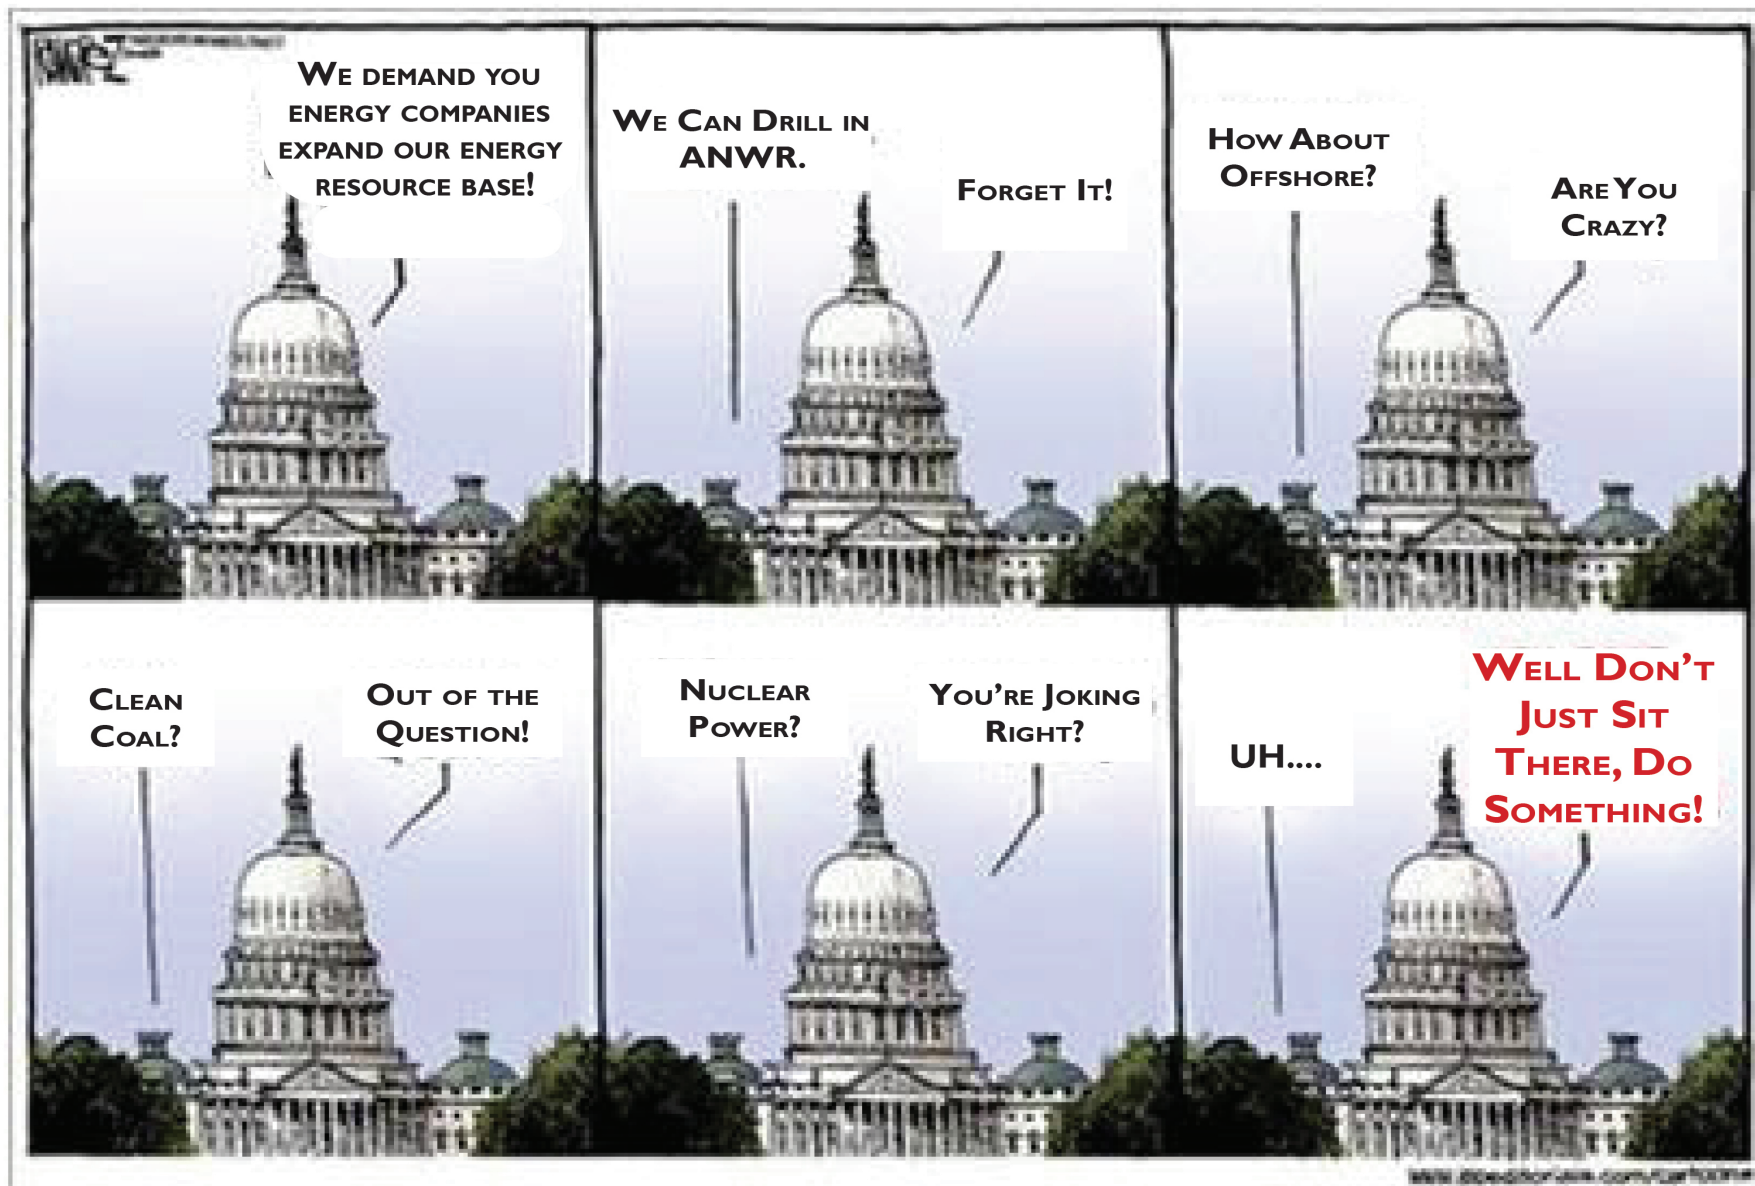 WE DEMAND YOU
ENERGY COMPANIES
EXPAND OUR ENERGY
RESOURCE BASE!
WE CAN DRILL IN
ANWR.
FORGET IT!
HOW ABOUT
OFFSHORE?
ARE YOU
CRAZY?
CLEAN
COAL?
OUT OF THE
QUESTION!
NUCLEAR
POWER?
YOU'RE JOKING
RIGHT?
UH....
WELL DON'T
JUST SIT
THERE, DO
SOMETHING!